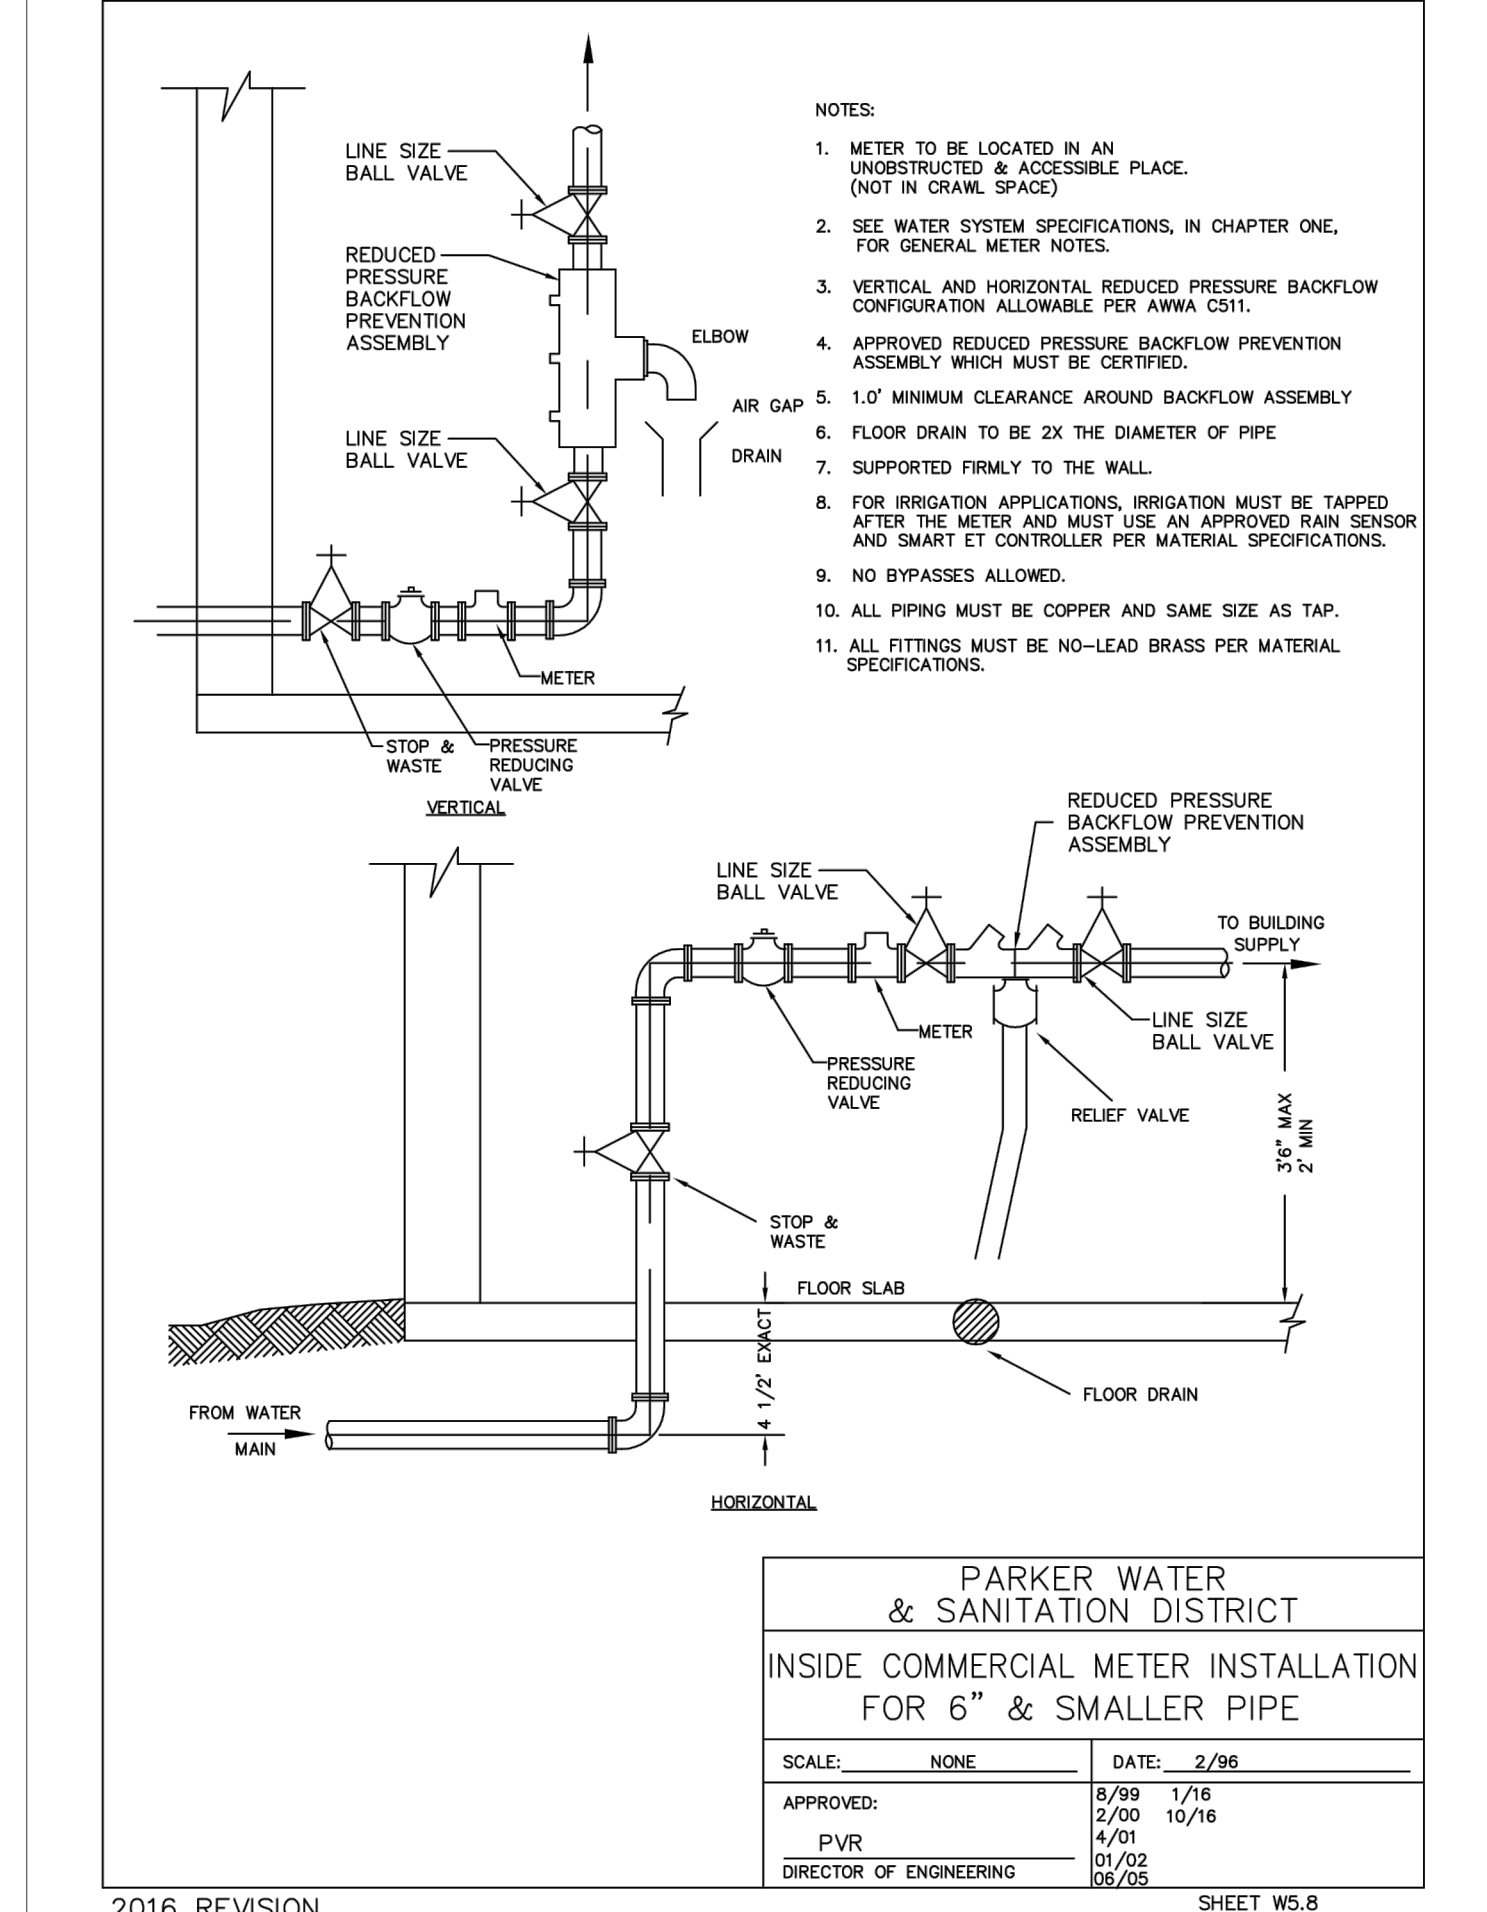 LINE SIZE
BALL VALVE
REDUCED
PRESSURE
BACKFLOW
PREVENTION
ASSEMBLY
ELBOW
AIR GAP
DRAIN
LINE SIZE
BALL VALVE
METER
STOP &
WASTE
PRESSURE
REDUCING
VALVE
VERTICAL
NOTES:
1. METER TO BE LOCATED IN AN
UNOBSTRUCTED & ACCESSIBLE PLACE.
(NOT IN CRAWL SPACE)
2. SEE WATER SYSTEM SPECIFICATIONS, IN CHAPTER ONE,
FOR GENERAL METER NOTES.
3. VERTICAL AND HORIZONTAL REDUCED PRESSURE BACKFLOW
CONFIGURATION ALLOWABLE PER AWWA C511.
4. APPROVED REDUCED PRESSURE BACKFLOW PREVENTION
ASSEMBLY WHICH MUST BE CERTIFIED.
5. 1.0' MINIMUM CLEARANCE AROUND BACKFLOW ASSEMBLY
6. FLOOR DRAIN TO BE 2X THE DIAMETER OF PIPE
7. SUPPORTED FIRMLY TO THE WALL.
8. FOR IRRIGATION APPLICATIONS, IRRIGATION MUST BE TAPPED
AFTER THE METER AND MUST USE AN APPROVED RAIN SENSOR
AND SMART ET CONTROLLER PER MATERIAL SPECIFICATIONS.
9. NO BYPASSES ALLOWED.
10. ALL PIPING MUST BE COPPER AND SAME SIZE AS TAP.
11. ALL FITTINGS MUST BE NO-LEAD BRASS PER MATERIAL
SPECIFICATIONS.
REDUCED PRESSURE
BACKFLOW PREVENTION
ASSEMBLY
LINE SIZE
BALL VALVE
TO BUILDING
SUPPLY
METER
LINE SIZE
BALL VALVE
PRESSURE
REDUCING
VALVE
RELIEF VALVE
3'6" MAX
2' MIN
STOP &
WASTE
FLOOR SLAB
4 1/2' EXACT
FLOOR DRAIN
FROM WATER
MAIN
HORIZONTAL
PARKER WATER
& SANITATION DISTRICT
INSIDE COMMERCIAL METER INSTALLATION
FOR 6" & SMALLER PIPE
SCALE: NONE
DATE: 2/96
APPROVED:
PVR
DIRECTOR OF ENGINEERING
8/99 1/16
2/00 10/16
4/01
01/02
06/05
2016 REVISION
SHEET W5.8